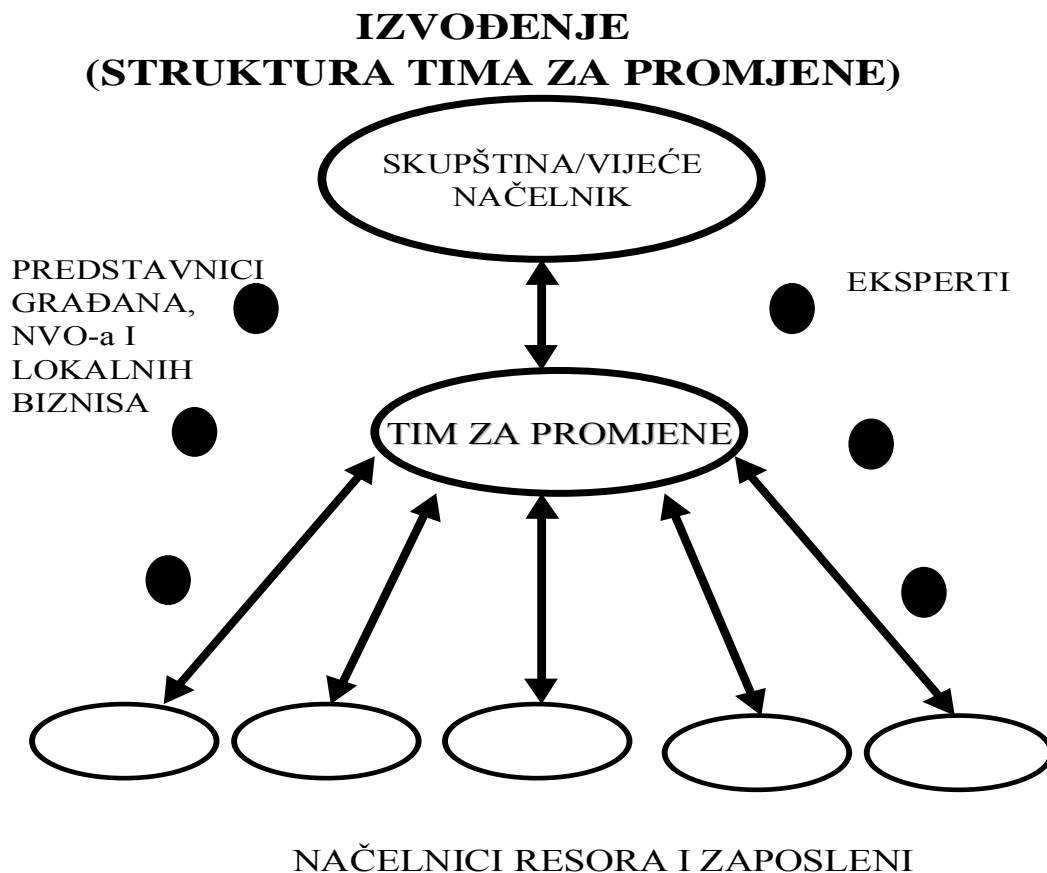 IZVOĐENJE
(STRUKTURA TIMA ZA PROMJENE)
SKUPŠTINA/VIJEĆE
NAČELNIK
PREDSTAVNICI
GRAĐANA,
NVO-a I
LOKALNIH
BIZNISA
EKSPERTI
TIM ZA PROMJENE
NAČELNICI RESORA I ZAPOSLENI